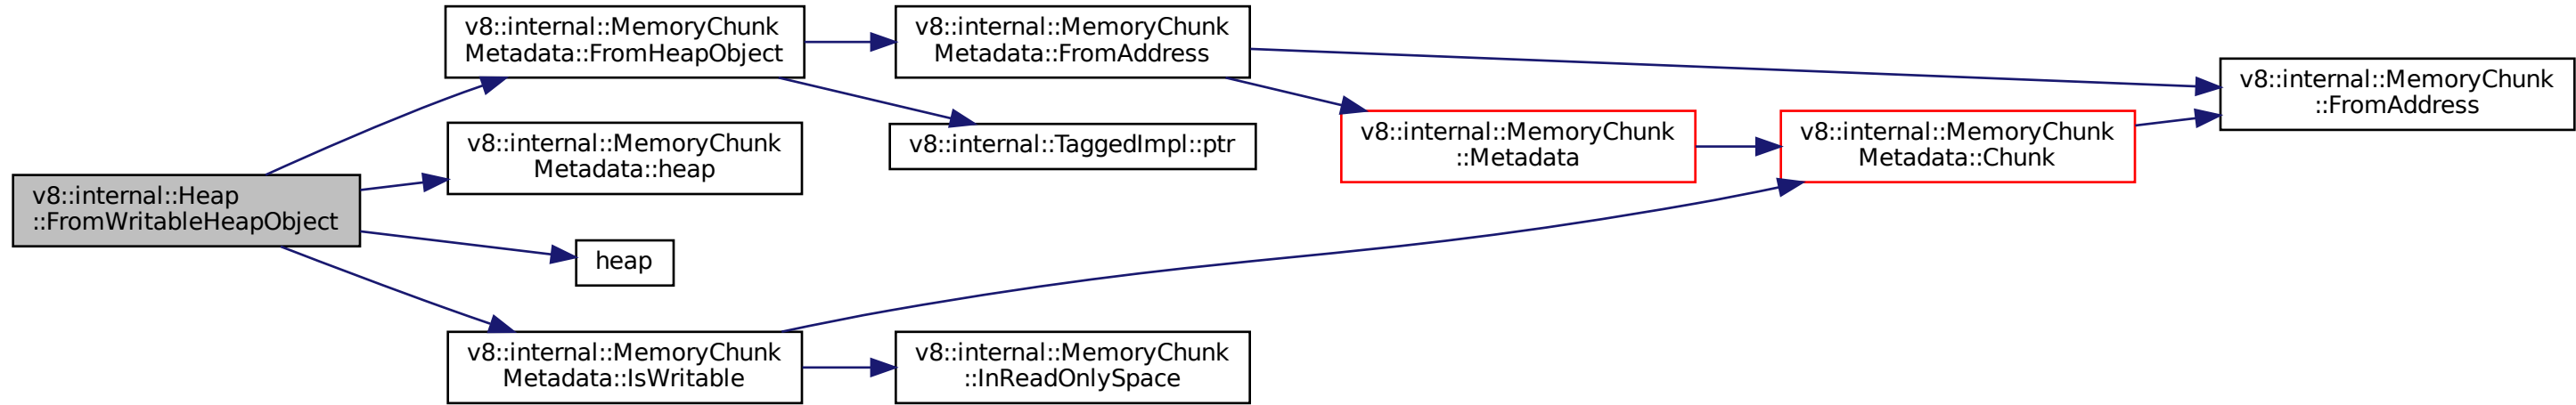 v8::internal::Heap
::FromWritableHeapObject
v8::internal::MemoryChunk
Metadata::FromHeapObject
v8::internal::MemoryChunk
Metadata::heap
heap
v8::internal::MemoryChunk
Metadata::IsWritable
v8::internal::MemoryChunk
Metadata::FromAddress
v8::internal::TaggedImpl::ptr
v8::internal::MemoryChunk
::InReadOnlySpace
v8::internal::MemoryChunk
::Metadata
v8::internal::MemoryChunk
Metadata::Chunk
v8::internal::MemoryChunk
::FromAddress